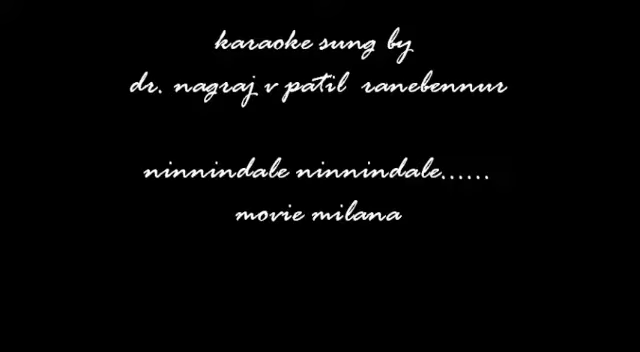 karaoke sung by
dr. nagraj v patil ranebennur
ninnindale ninnindale......
movie milana